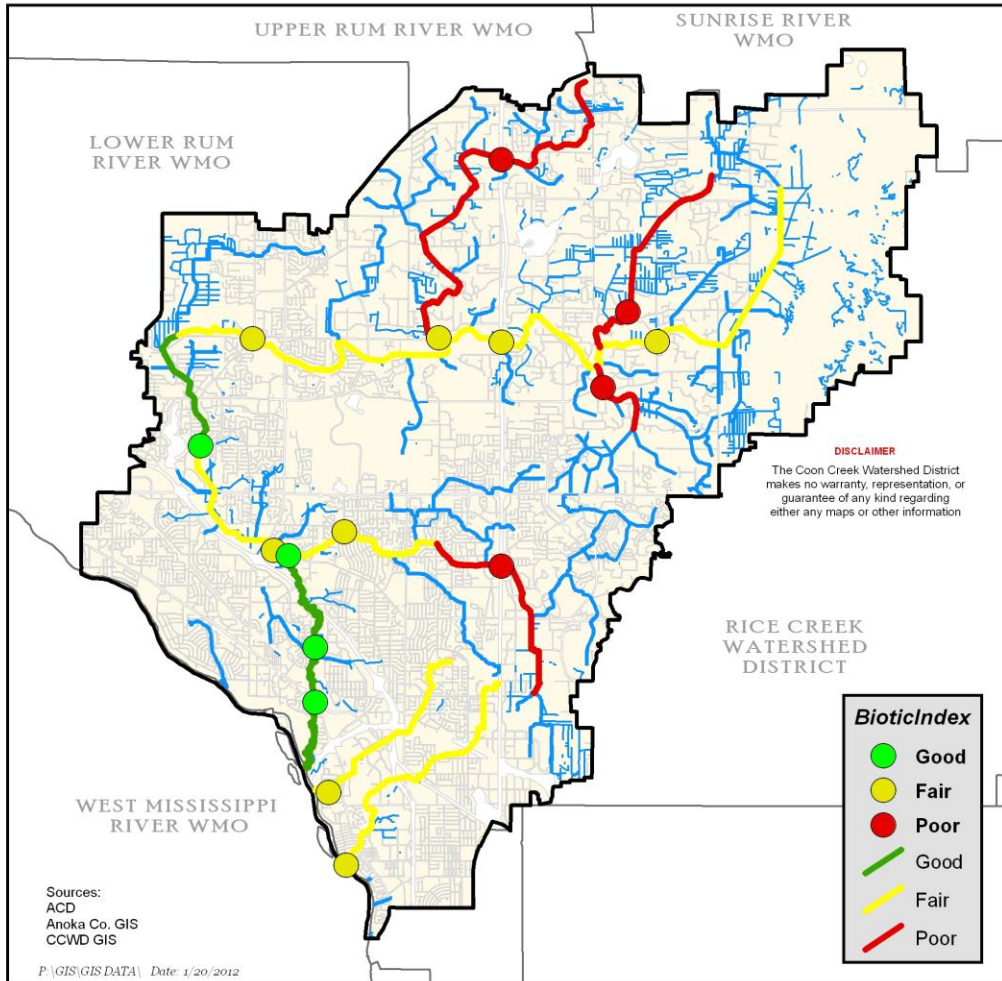 UPPER RUM RIVER WMO
SUNRISE RIVER
WMO
LOWER RUM
RIVER WMO
DISCLAIMER
The Coon Creek Watershed District
makes no warranty, representation, or
guarantee of any kind regarding
either any maps or other information
RICE CREEK
WATERSHED
DISTRICT
WEST MISSISSIPPI
RIVER WMO
BioticIndex
Good
Fair
Poor
Good
Fair
Poor
Sources:
ACD
Anoka Co. GIS
CCWD GIS
P:\GIS\GIS DATA\ Date: 1/20/2012